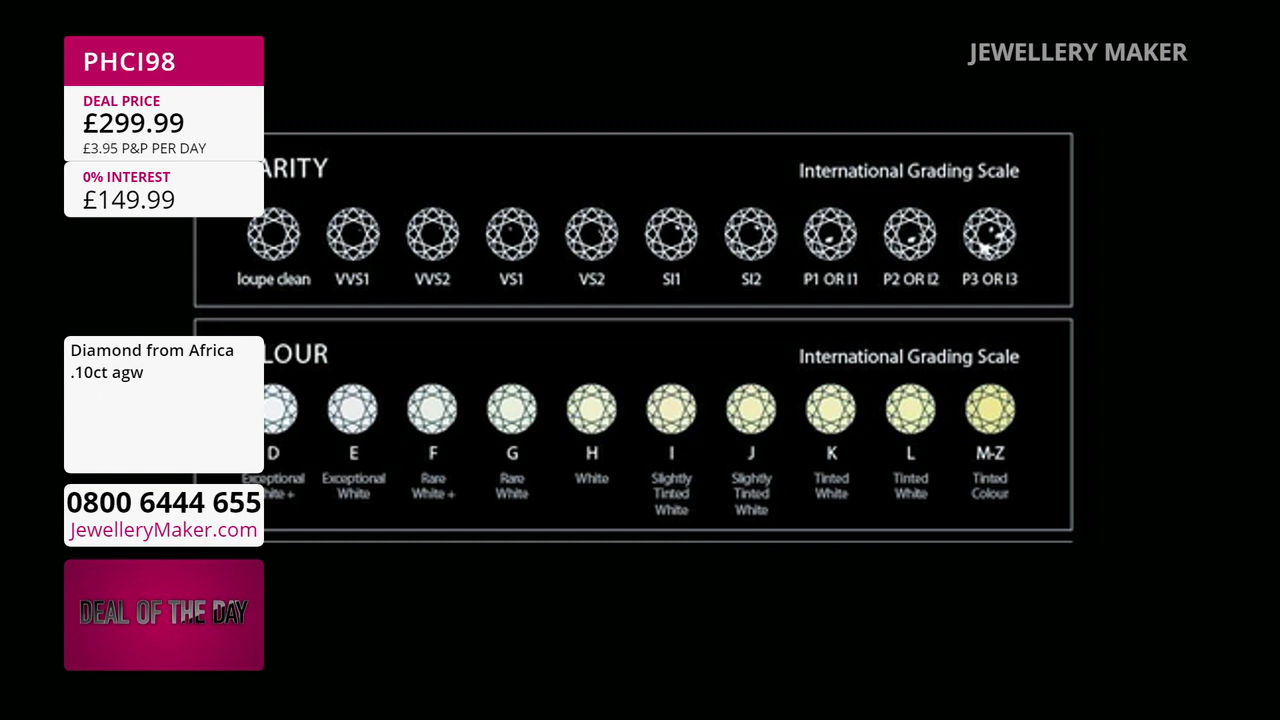 PHCI98
DEAL PRICE
£299.99
£3.95 P&P PER DAY
0% INTEREST
£149.99
JEWELLERY MAKER
ARITY
International Grading Scale
loupe clean VVS1 VVS2 VS1 VS2 SI1 SI2 P1 OR I1 P2 OR I2 P3 OR I3
Diamond from Africa
.10ct agw
LOUR
International Grading Scale
D E F G H I J K L M-Z
Exceptional Exceptional Rare Rare White Slightly Slightly Tinted Tinted Tinted
White + White White + White Tinted Tinted White White Colour
White White
0800 6444 655
JewelleryMaker.com
DEAL OF THE DAY